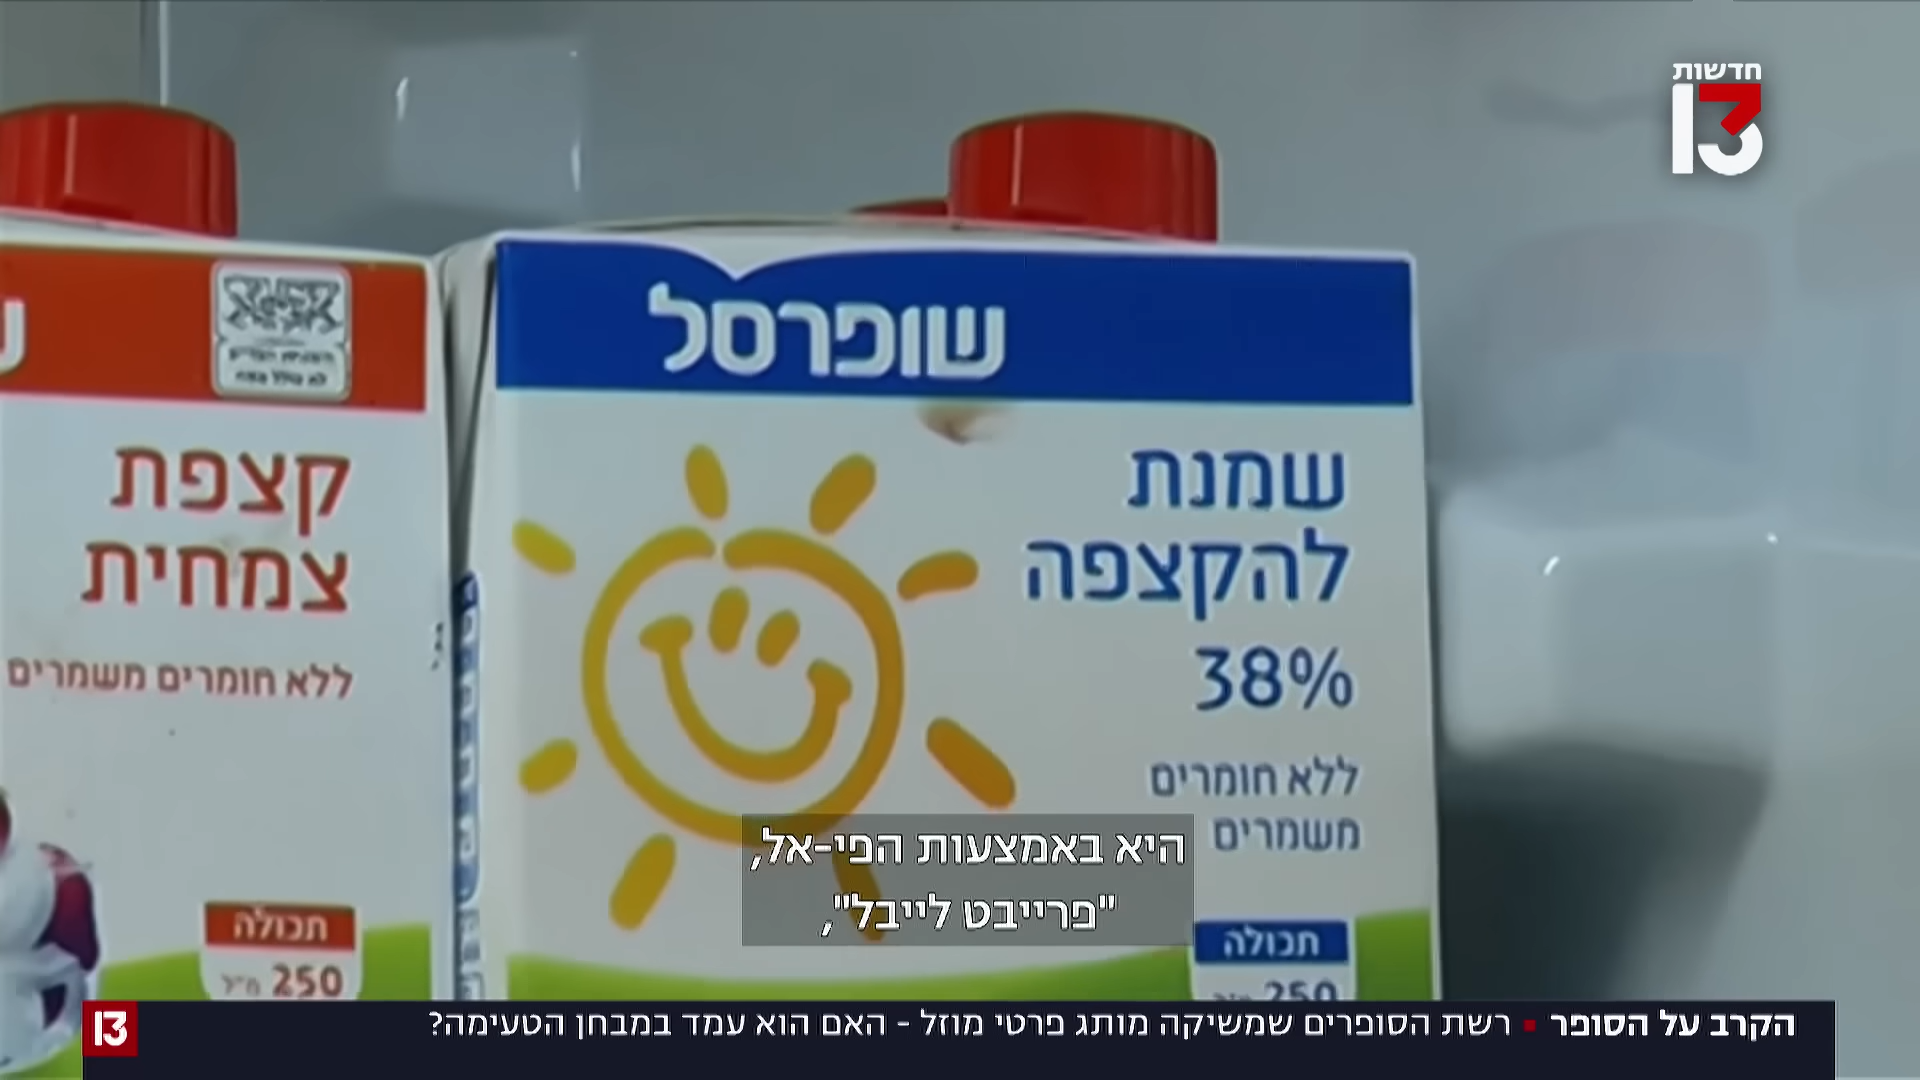 חדשות
13
שופרסל
שמנת
להקצפה
38%
ללא חומרים
משמרים
תכולה
250
קצפת
צמחית
ללא חומרים משמרים
תכולה
250 מ"ל
היא באמצעות הפי-אל,
"פרייבט לייבל",
הקרב על הסופר ▪ רשת הסופרים שמשיקה מותג פרטי מוזל - האם הוא עמד במבחן הטעימה?
13